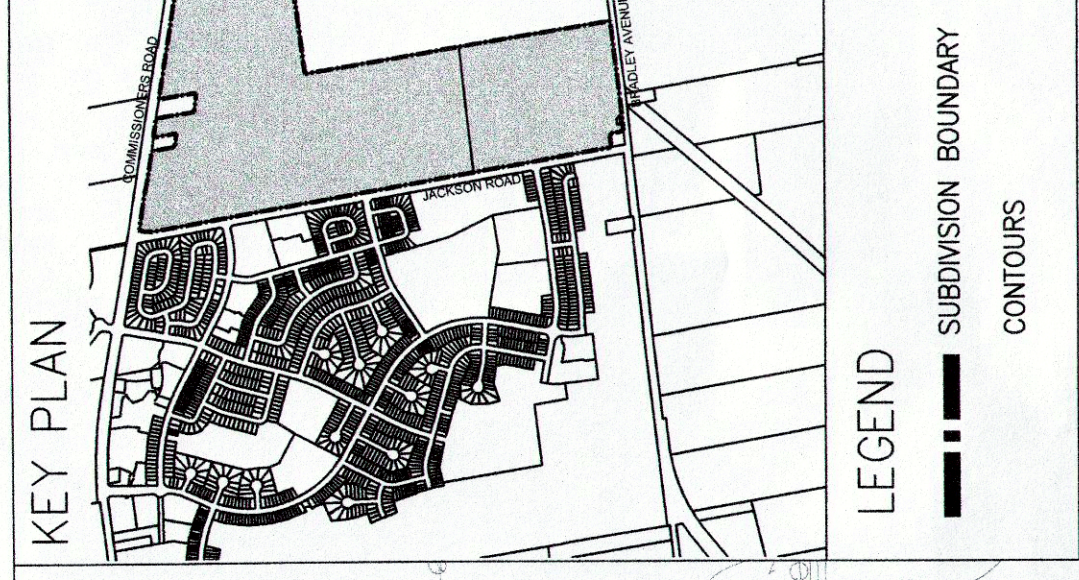 KEY PLAN
COMMISSIONERS ROAD
BRADLEY AVENUE
JACKSON ROAD
LEGEND
SUBDIVISION BOUNDARY
CONTOURS